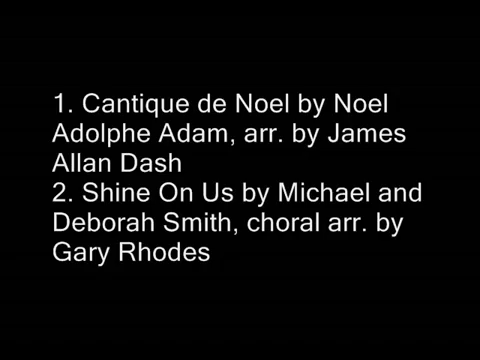 1. Cantique de Noel by Noel
Adolphe Adam, arr. by James
Allan Dash
2. Shine On Us by Michael and
Deborah Smith, choral arr. by
Gary Rhodes